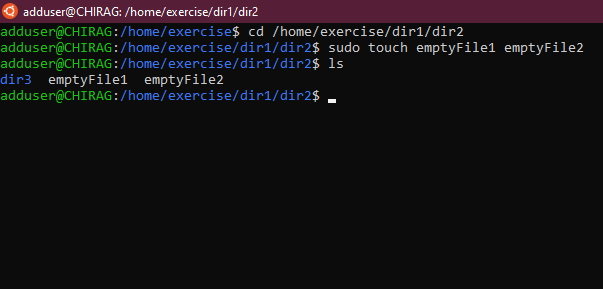 adduser@CHIRAG: /home/exercise/dir1/dir2
adduser@CHIRAG:/home/exercise$ cd /home/exercise/dir1/dir2
adduser@CHIRAG:/home/exercise/dir1/dir2$ sudo touch emptyFile1 emptyFile2
adduser@CHIRAG:/home/exercise/dir1/dir2$ ls
dir3  emptyFile1  emptyFile2
adduser@CHIRAG:/home/exercise/dir1/dir2$